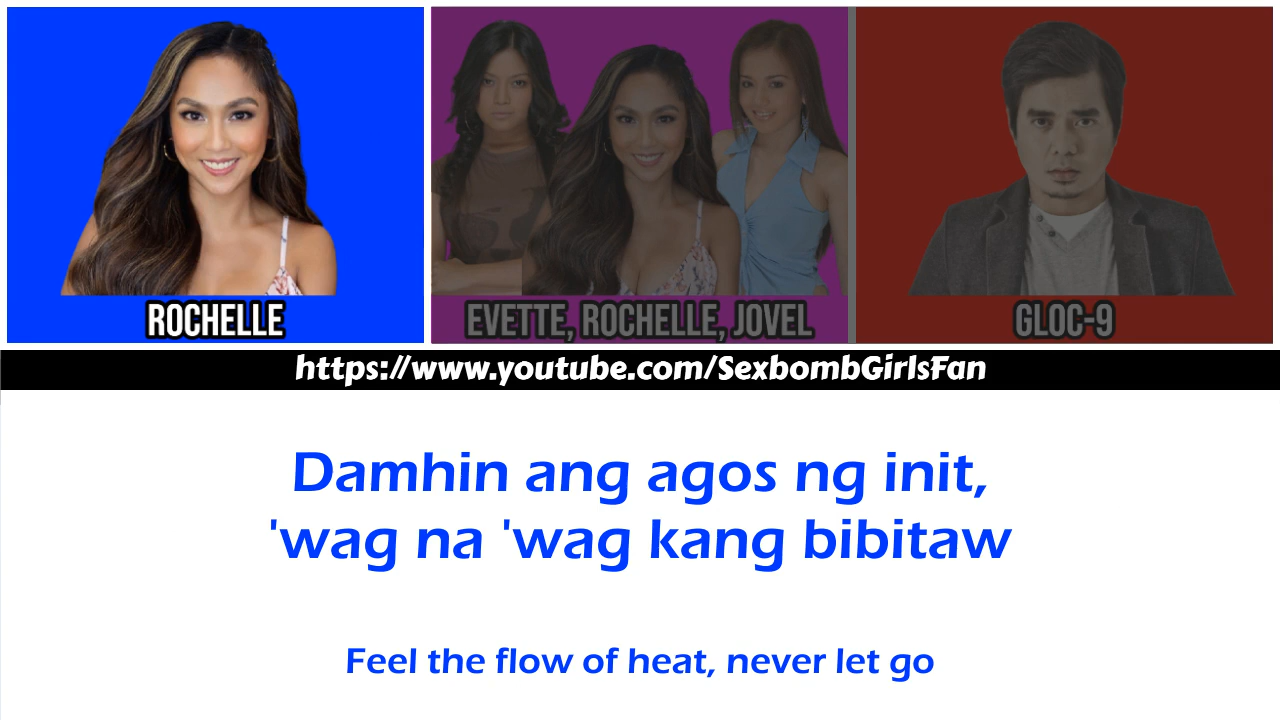 ROCHELLE
EVETTE, ROCHELLE, JOVEL
GLOC-9
https://www.youtube.com/SexbombGirlsFan
Damhin ang agos ng init,
'wag na 'wag kang bibitaw
Feel the flow of heat, never let go